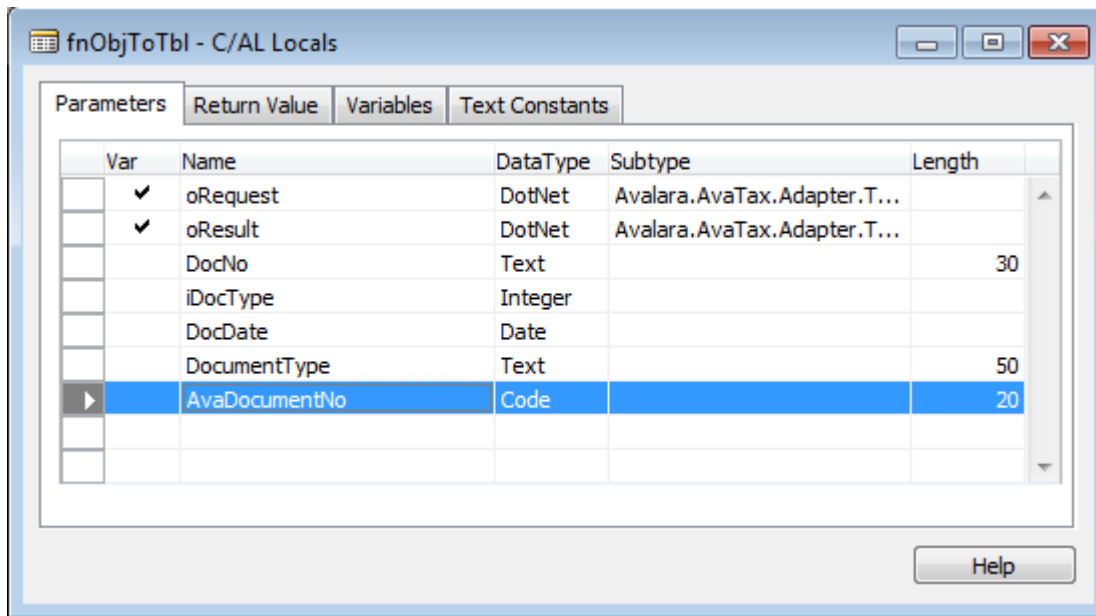 fnObjToTbl - C/AL Locals
Parameters Return Value Variables Text Constants
Var Name DataType Subtype Length
oRequest DotNet Avalara.AvaTax.Adapter.T...
oResult DotNet Avalara.AvaTax.Adapter.T...
DocNo Text 30
iDocType Integer
DocDate Date
DocumentType Text 50
AvaDocumentNo Code 20
Help